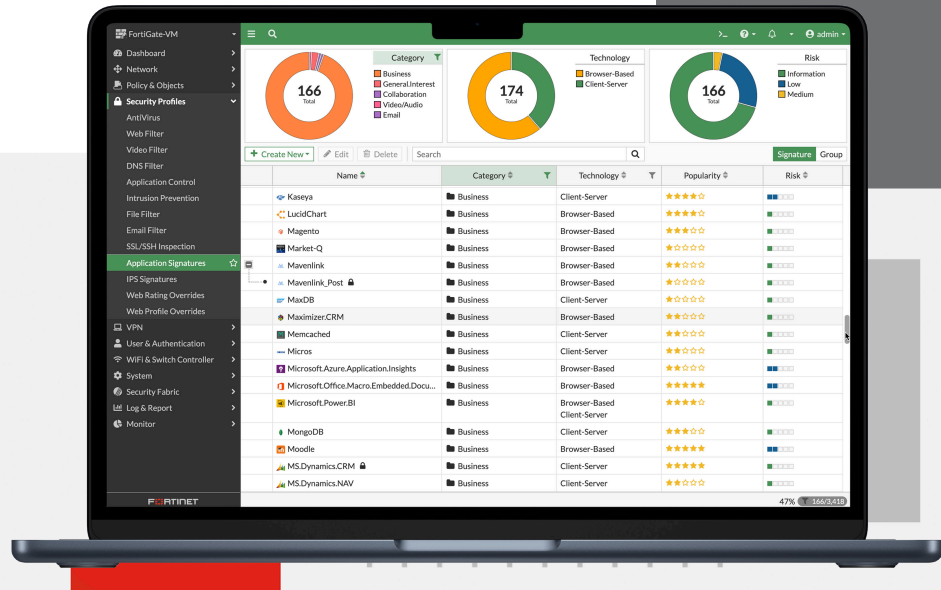 FortiGate-VM
admin
Dashboard
Network
Policy & Objects
Security Profiles
AntiVirus
Web Filter
Video Filter
DNS Filter
Application Control
Intrusion Prevention
File Filter
Email Filter
SSL/SSH Inspection
Application Signatures
IPS Signatures
Web Rating Overrides
Web Profile Overrides
VPN
User & Authentication
WiFi & Switch Controller
System
Security Fabric
Log & Report
Monitor
FORTINET
166
Total
Category
Business
General.Interest
Collaboration
Video/Audio
Email
174
Total
Technology
Browser-Based
Client-Server
166
Total
Risk
Information
Low
Medium
+ Create New Edit Delete Search Signature Group
Name Category Technology Popularity Risk
Kaseya Business Client-Server
LucidChart Business Browser-Based
Magento Business Browser-Based
Market-Q Business Browser-Based
Mavenlink Business Browser-Based
Mavenlink_Post Business Browser-Based
MaxDB Business Client-Server
Maximizer.CRM Business Browser-Based
Memcached Business Client-Server
Micros Business Client-Server
Microsoft.Azure.Application.Insights Business Browser-Based
Microsoft.Office.Macro.Embedded.Docu... Business Browser-Based
Microsoft.Power.BI Business Browser-Based
Client-Server
MongoDB Business Client-Server
Moodle Business Browser-Based
MS.Dynamics.CRM Business Client-Server
MS.Dynamics.NAV Business Client-Server
47% 166/3,418